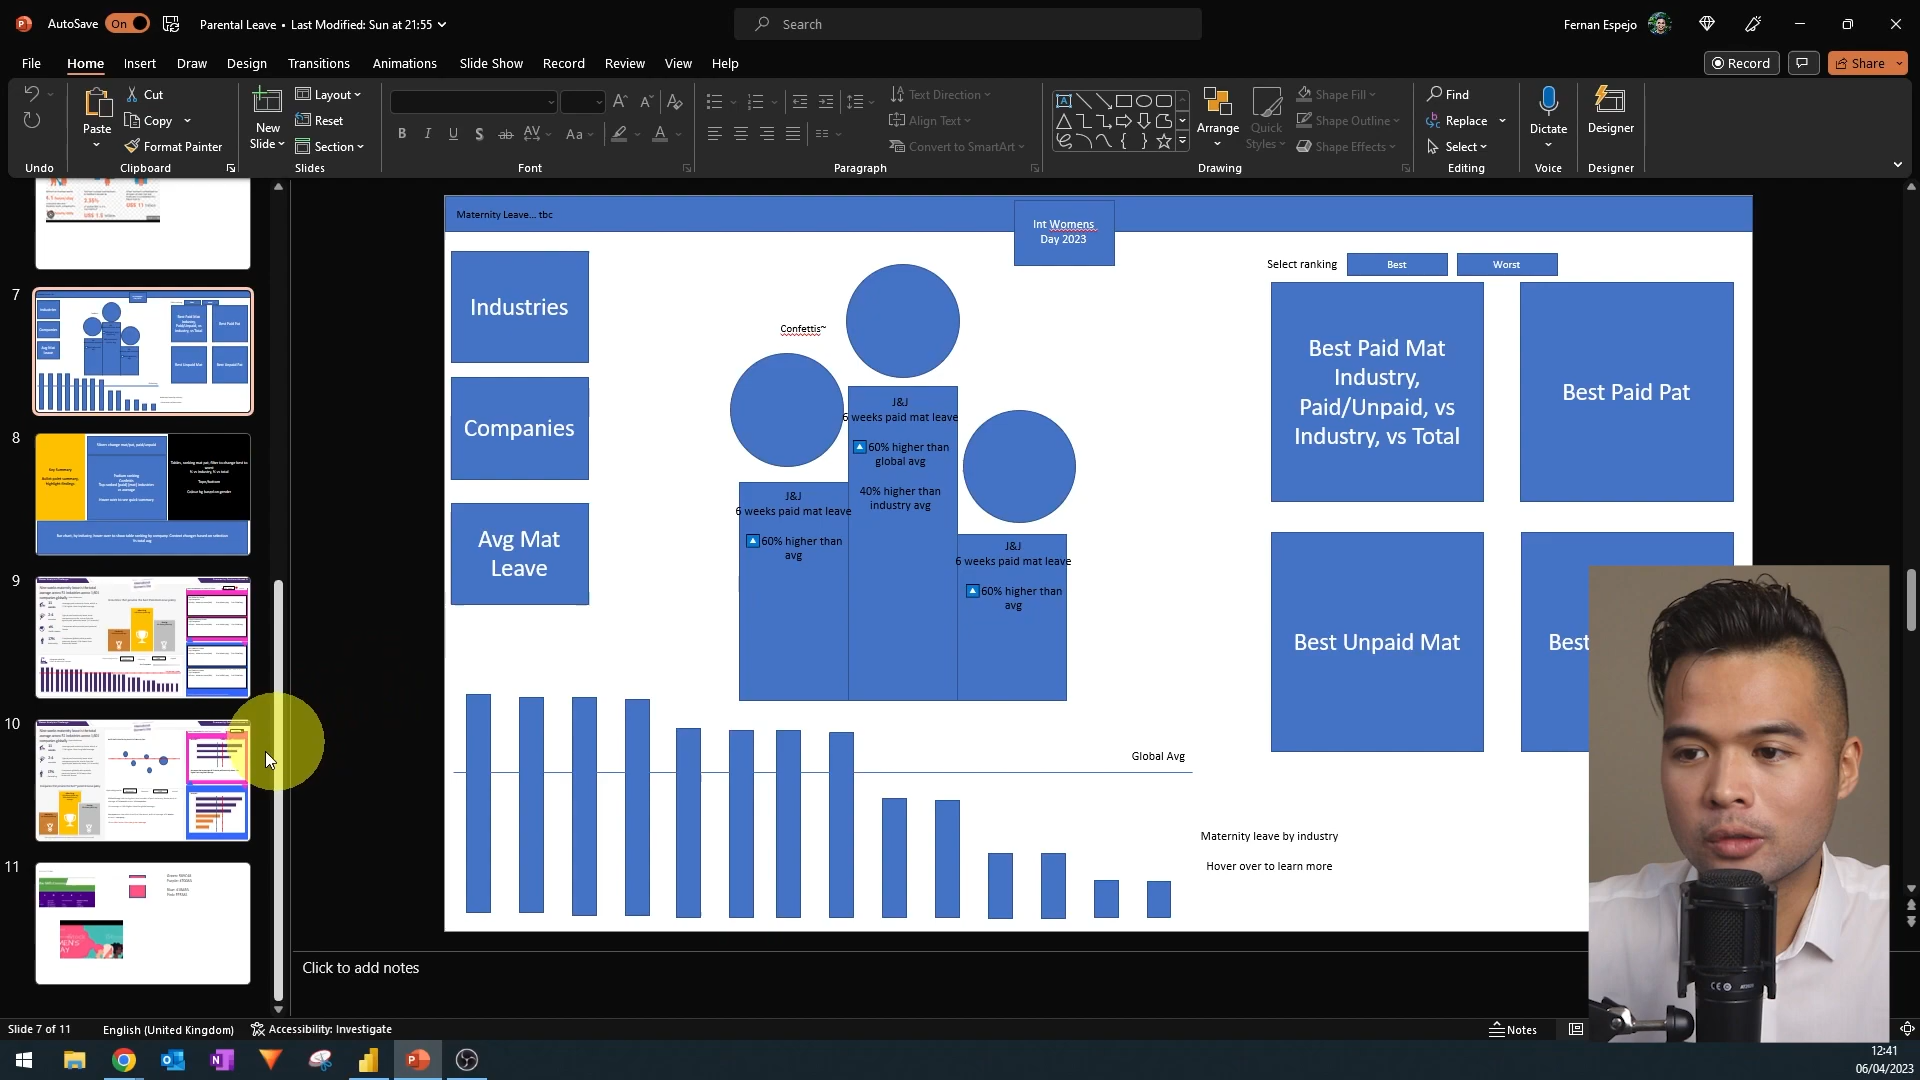 AutoSave On Parental Leave • Last Modified: Sun at 21:55 Search Fernan Espejo
File Home Insert Draw Design Transitions Animations Slide Show Record Review View Help Record Share
Paste
Cut
Copy
Format Painter
New
Slide
Layout
Reset
Section
Text Direction
Align Text
Convert to SmartArt
Arrange
Quick
Styles
Shape Fill
Shape Outline
Shape Effects
Find
Replace
Select
Dictate
Designer
Undo Clipboard Slides Font Paragraph Drawing Editing Voice Designer
7
8
9
10
11
Maternity Leave... tbc
Int Womens
Day 2023
Industries
Companies
Avg Mat
Leave
Confettis~
J&J
6 weeks paid mat leave
60% higher than
global avg
40% higher than
industry avg
J&J
6 weeks paid mat leave
60% higher than
avg
J&J
6 weeks paid mat leave
60% higher than
avg
Select ranking Best Worst
Best Paid Mat
Industry,
Paid/Unpaid, vs
Industry, vs Total
Best Paid Pat
Best Unpaid Mat
Best
Global Avg
Maternity leave by industry
Hover over to learn more
Click to add notes
Slide 7 of 11 English (United Kingdom) Accessibility: Investigate Notes
12:41
06/04/2023